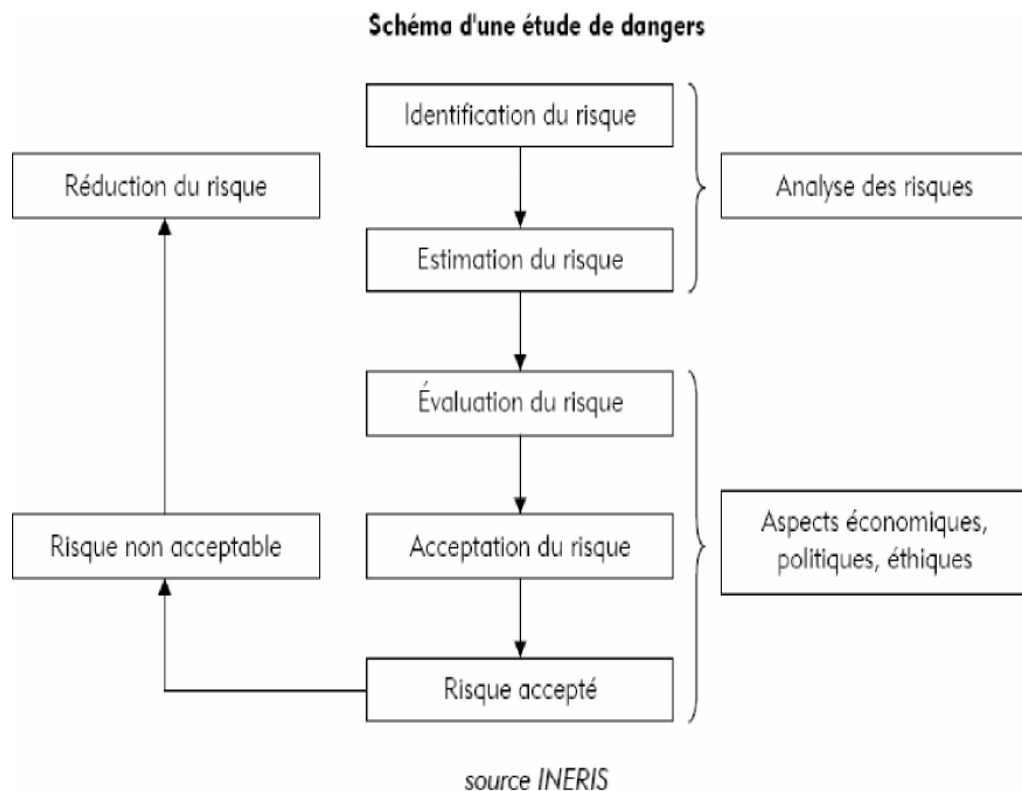 Schéma d'une étude de dangers
Identification du risque
Réduction du risque
Analyse des risques
Estimation du risque
Évaluation du risque
Risque non acceptable
Acceptation du risque
Aspects économiques,
politiques, éthiques
Risque accepté
source INERIS